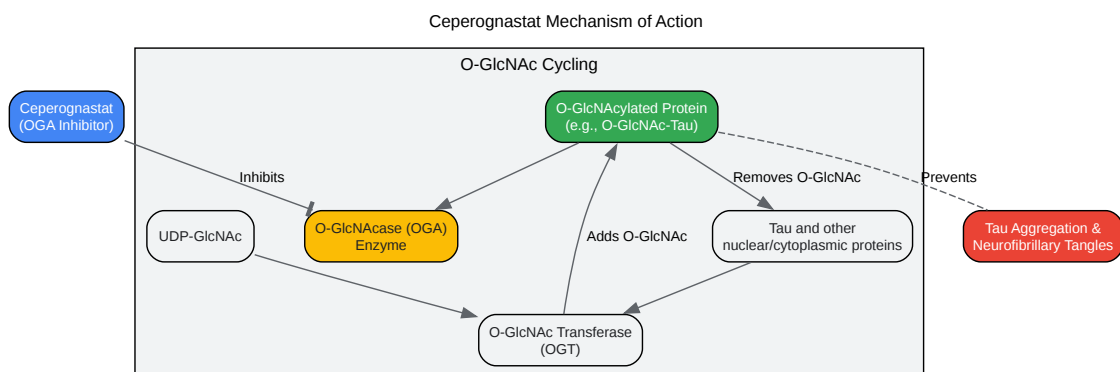 Ceperognastat Mechanism of Action
O-GlcNAc Cycling
Ceperognastat
(OGA Inhibitor)
O-GlcNAcylated Protein
(e.g., O-GlcNAc-Tau)
Inhibits
Removes O-GlcNAc
Prevents
UDP-GlcNAc
O-GlcNAcase (OGA)
Enzyme
Adds O-GlcNAc
Tau and other
nuclear/cytoplasmic proteins
Tau Aggregation &
Neurofibrillary Tangles
O-GlcNAc Transferase
(OGT)